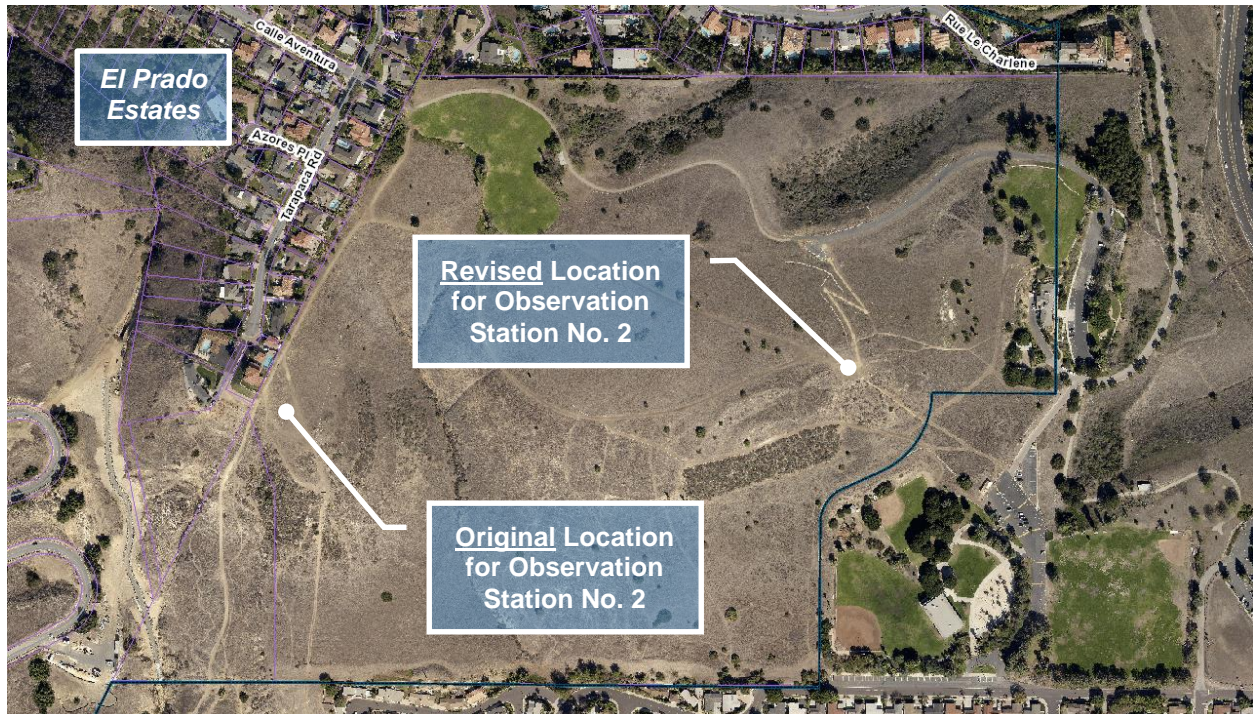 El Prado
Estates
Calle Aventura
Azores Pl
Tarapaca Rd
Rue Le Charlene
Revised Location
for Observation
Station No. 2
Original Location
for Observation
Station No. 2